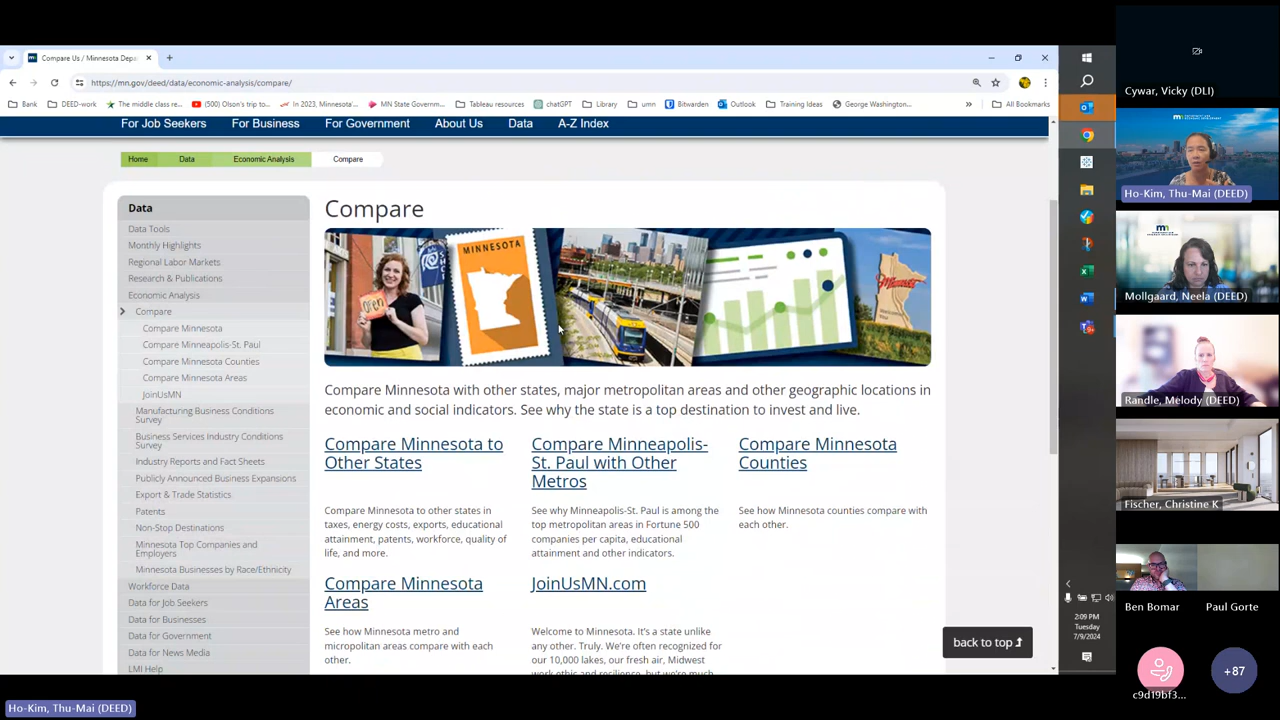 Compare Us / Minnesota Depa
https://mn.gov/deed/data/economic-analysis/compare/
Bank
DEED-work
The middle class re...
(500) Olson's trip to...
In 2023, Minnesota'...
MN State Governm...
Tableau resources
chatGPT
Library
umn
Bitwarden
Outlook
Training Ideas
George Washington...
»
All Bookmarks
For Job Seekers
For Business
For Government
About Us
Data
A-Z Index
Home
Data
Economic Analysis
Compare
Data
Data Tools
Monthly Highlights
Regional Labor Markets
Research & Publications
Economic Analysis
Compare
Compare Minnesota
Compare Minneapolis-St. Paul
Compare Minnesota Counties
Compare Minnesota Areas
JoinUsMN
Manufacturing Business Conditions
Survey
Business Services Industry Conditions
Survey
Industry Reports and Fact Sheets
Publicly Announced Business Expansions
Export & Trade Statistics
Patents
Non-Stop Destinations
Minnesota Top Companies and
Employers
Minnesota Businesses by Race/Ethnicity
Workforce Data
Data for Job Seekers
Data for Businesses
Data for Government
Data for News Media
LMI Help
Compare
MINNESOTA
Compare Minnesota with other states, major metropolitan areas and other geographic locations in
economic and social indicators. See why the state is a top destination to invest and live.
Compare Minnesota to
Other States
Compare Minnesota to other states in
taxes, energy costs, exports, educational
attainment, patents, workforce, quality of
life, and more.
Compare Minneapolis-
St. Paul with Other
Metros
See why Minneapolis-St. Paul is among the
top metropolitan areas in Fortune 500
companies per capita, educational
attainment and other indicators.
Compare Minnesota
Counties
See how Minnesota counties compare with
each other.
Compare Minnesota
Areas
See how Minnesota metro and
micropolitan areas compare with each
other.
JoinUsMN.com
Welcome to Minnesota. It's a state unlike
any other. Truly. We're often recognized for
our 10,000 lakes, our fresh air, Midwest
work ethic and resilience, but we're much
back to top
2:09 PM
Tuesday
7/9/2024
Cywar, Vicky (DLI)
Ho-Kim, Thu-Mai (DEED)
Mollgaard, Neela (DEED)
Randle, Melody (DEED)
Fischer, Christine K
Ben Bomar
Paul Gorte
c9d19bf3...
+87
Ho-Kim, Thu-Mai (DEED)